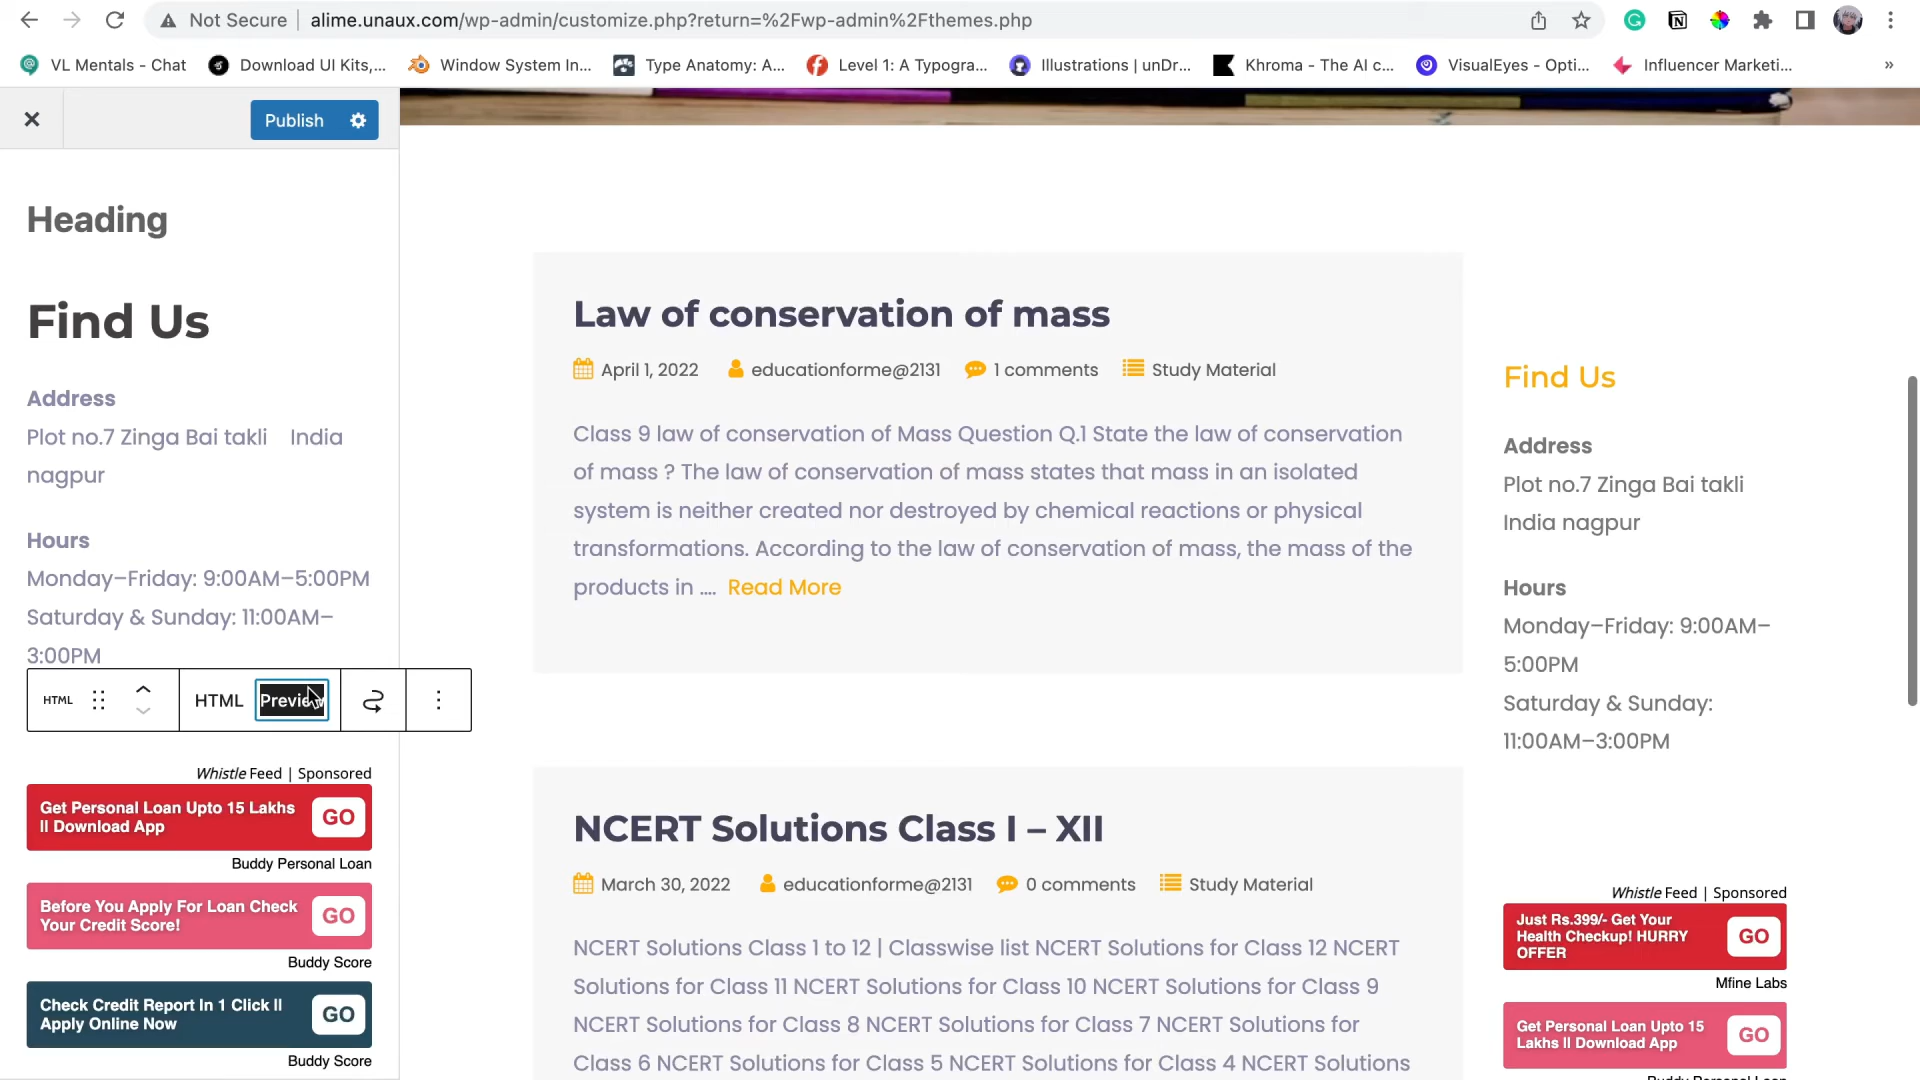 Not Secure
alime.unaux.com/wp-admin/customize.php?return=%2Fwp-admin%2Fthemes.php
VL Mentals - Chat
Download UI Kits,...
Window System In...
Type Anatomy: A...
Level 1: A Typogra...
Illustrations | unDr...
Khroma - The AI c...
VisualEyes - Opti...
Influencer Marketi...
»
Publish
Heading
Find Us
Address
Plot no.7 Zinga Bai takli India
nagpur
Hours
Monday–Friday: 9:00AM–5:00PM
Saturday & Sunday: 11:00AM–
3:00PM
HTML
HTML
Preview
Whistle Feed | Sponsored
Get Personal Loan Upto 15 Lakhs
II Download App
GO
Buddy Personal Loan
Before You Apply For Loan Check
Your Credit Score!
GO
Buddy Score
Check Credit Report In 1 Click II
Apply Online Now
GO
Buddy Score
Law of conservation of mass
April 1, 2022
educationforme@2131
1 comments
Study Material
Class 9 law of conservation of Mass Question Q.1 State the law of conservation
of mass ? The law of conservation of mass states that mass in an isolated
system is neither created nor destroyed by chemical reactions or physical
transformations. According to the law of conservation of mass, the mass of the
products in .... Read More
NCERT Solutions Class I – XII
March 30, 2022
educationforme@2131
0 comments
Study Material
NCERT Solutions Class 1 to 12 | Classwise list NCERT Solutions for Class 12 NCERT
Solutions for Class 11 NCERT Solutions for Class 10 NCERT Solutions for Class 9
NCERT Solutions for Class 8 NCERT Solutions for Class 7 NCERT Solutions for
Class 6 NCERT Solutions for Class 5 NCERT Solutions for Class 4 NCERT Solutions
Find Us
Address
Plot no.7 Zinga Bai takli
India nagpur
Hours
Monday–Friday: 9:00AM–
5:00PM
Saturday & Sunday:
11:00AM–3:00PM
Whistle Feed | Sponsored
Just Rs.399/- Get Your
Health Checkup! HURRY
OFFER
GO
Mfine Labs
Get Personal Loan Upto 15
Lakhs II Download App
GO
Buddy Personal Loan